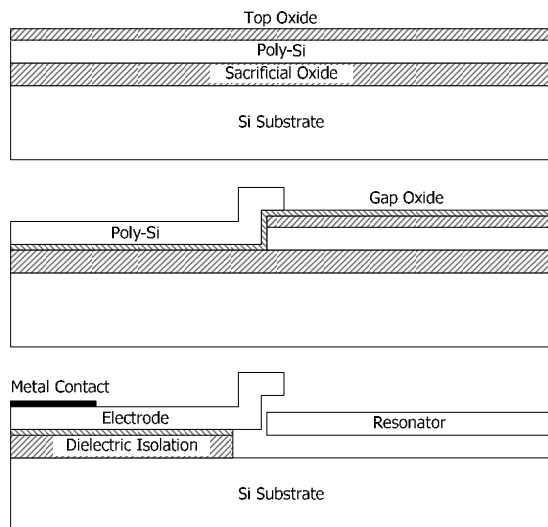 Top Oxide
Poly-Si
Sacrificial Oxide
Si Substrate
Gap Oxide
Poly-Si
Metal Contact
Electrode
Resonator
Dielectric Isolation
Si Substrate